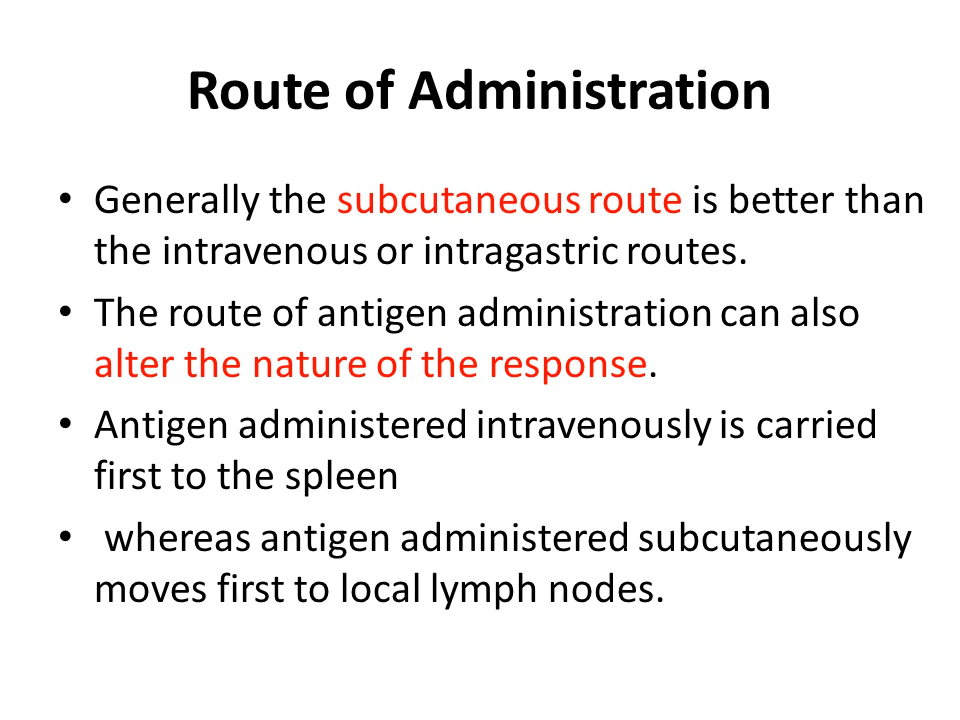 Route of Administration
• Generally the subcutaneous route is better than
the intravenous or intragastric routes.
• The route of antigen administration can also
alter the nature of the response.
• Antigen administered intravenously is carried
first to the spleen
• whereas antigen administered subcutaneously
moves first to local lymph nodes.